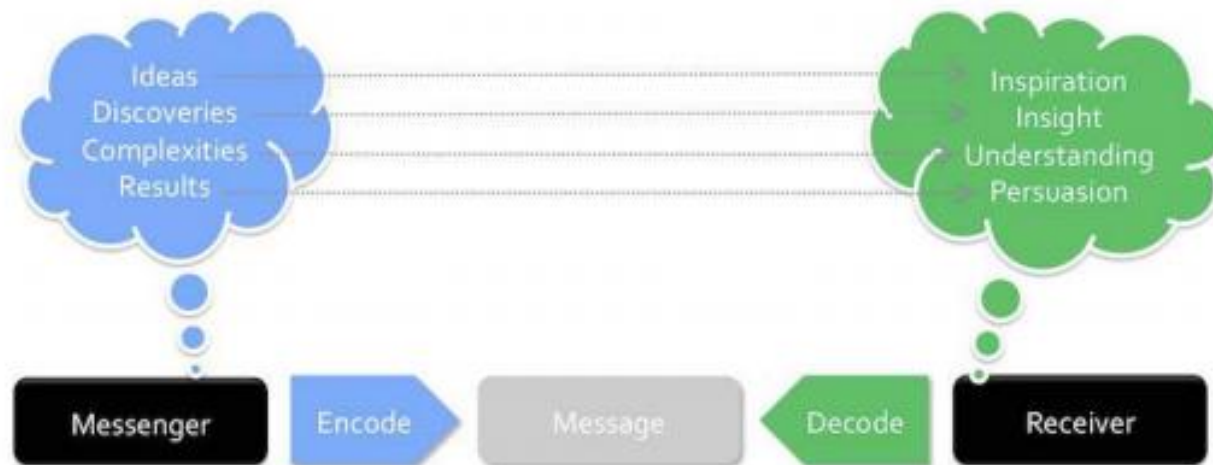 Ideas
Discoveries
Complexities
Results
Inspiration
Insight
Understanding
Persuasion
Messenger
Encode
Message
Decode
Receiver